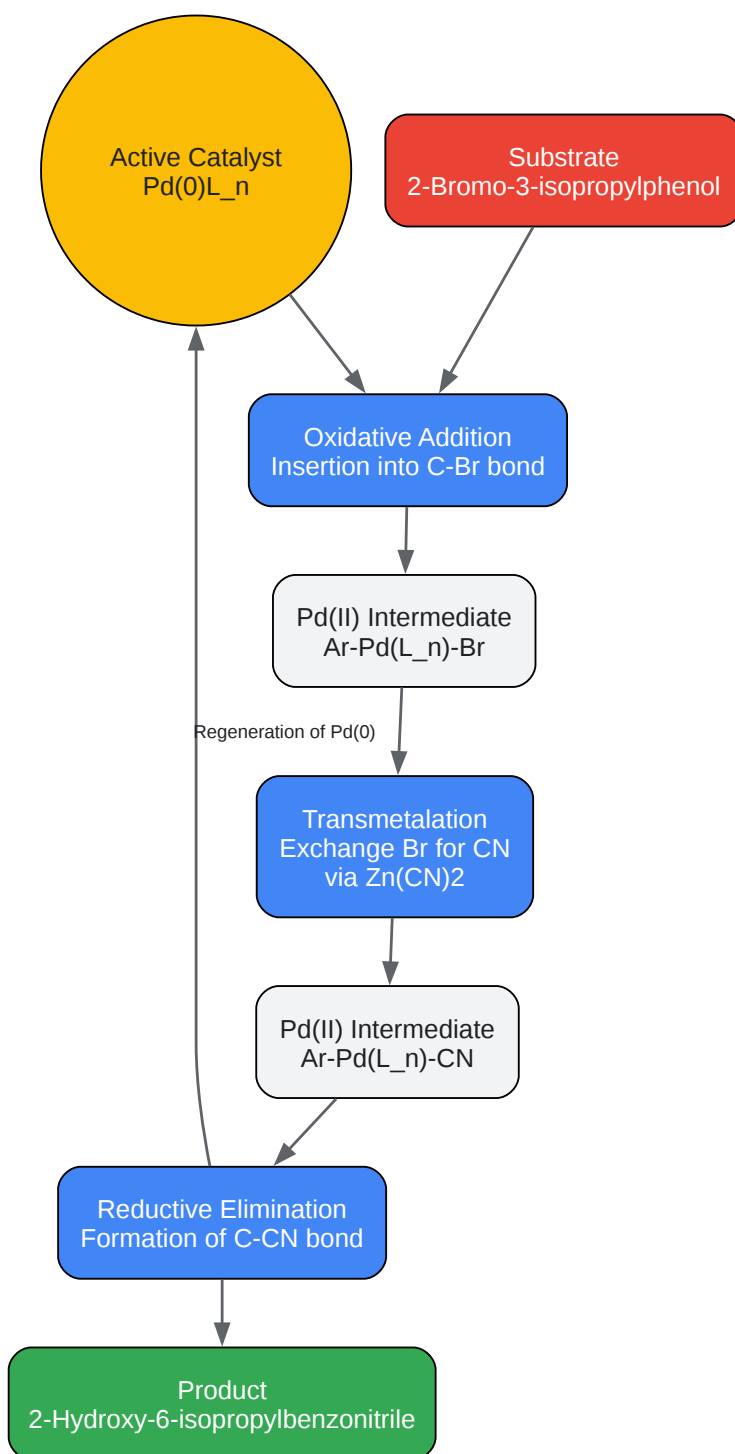 Active Catalyst
Pd(0)L_n
Substrate
2-Bromo-3-isopropylphenol
Oxidative Addition
Insertion into C-Br bond
Pd(II) Intermediate
Ar-Pd(L_n)-Br
Regeneration of Pd(0)
Transmetalation
Exchange Br for CN
via Zn(CN)2
Pd(II) Intermediate
Ar-Pd(L_n)-CN
Reductive Elimination
Formation of C-CN bond
Product
2-Hydroxy-6-isopropylbenzonitrile